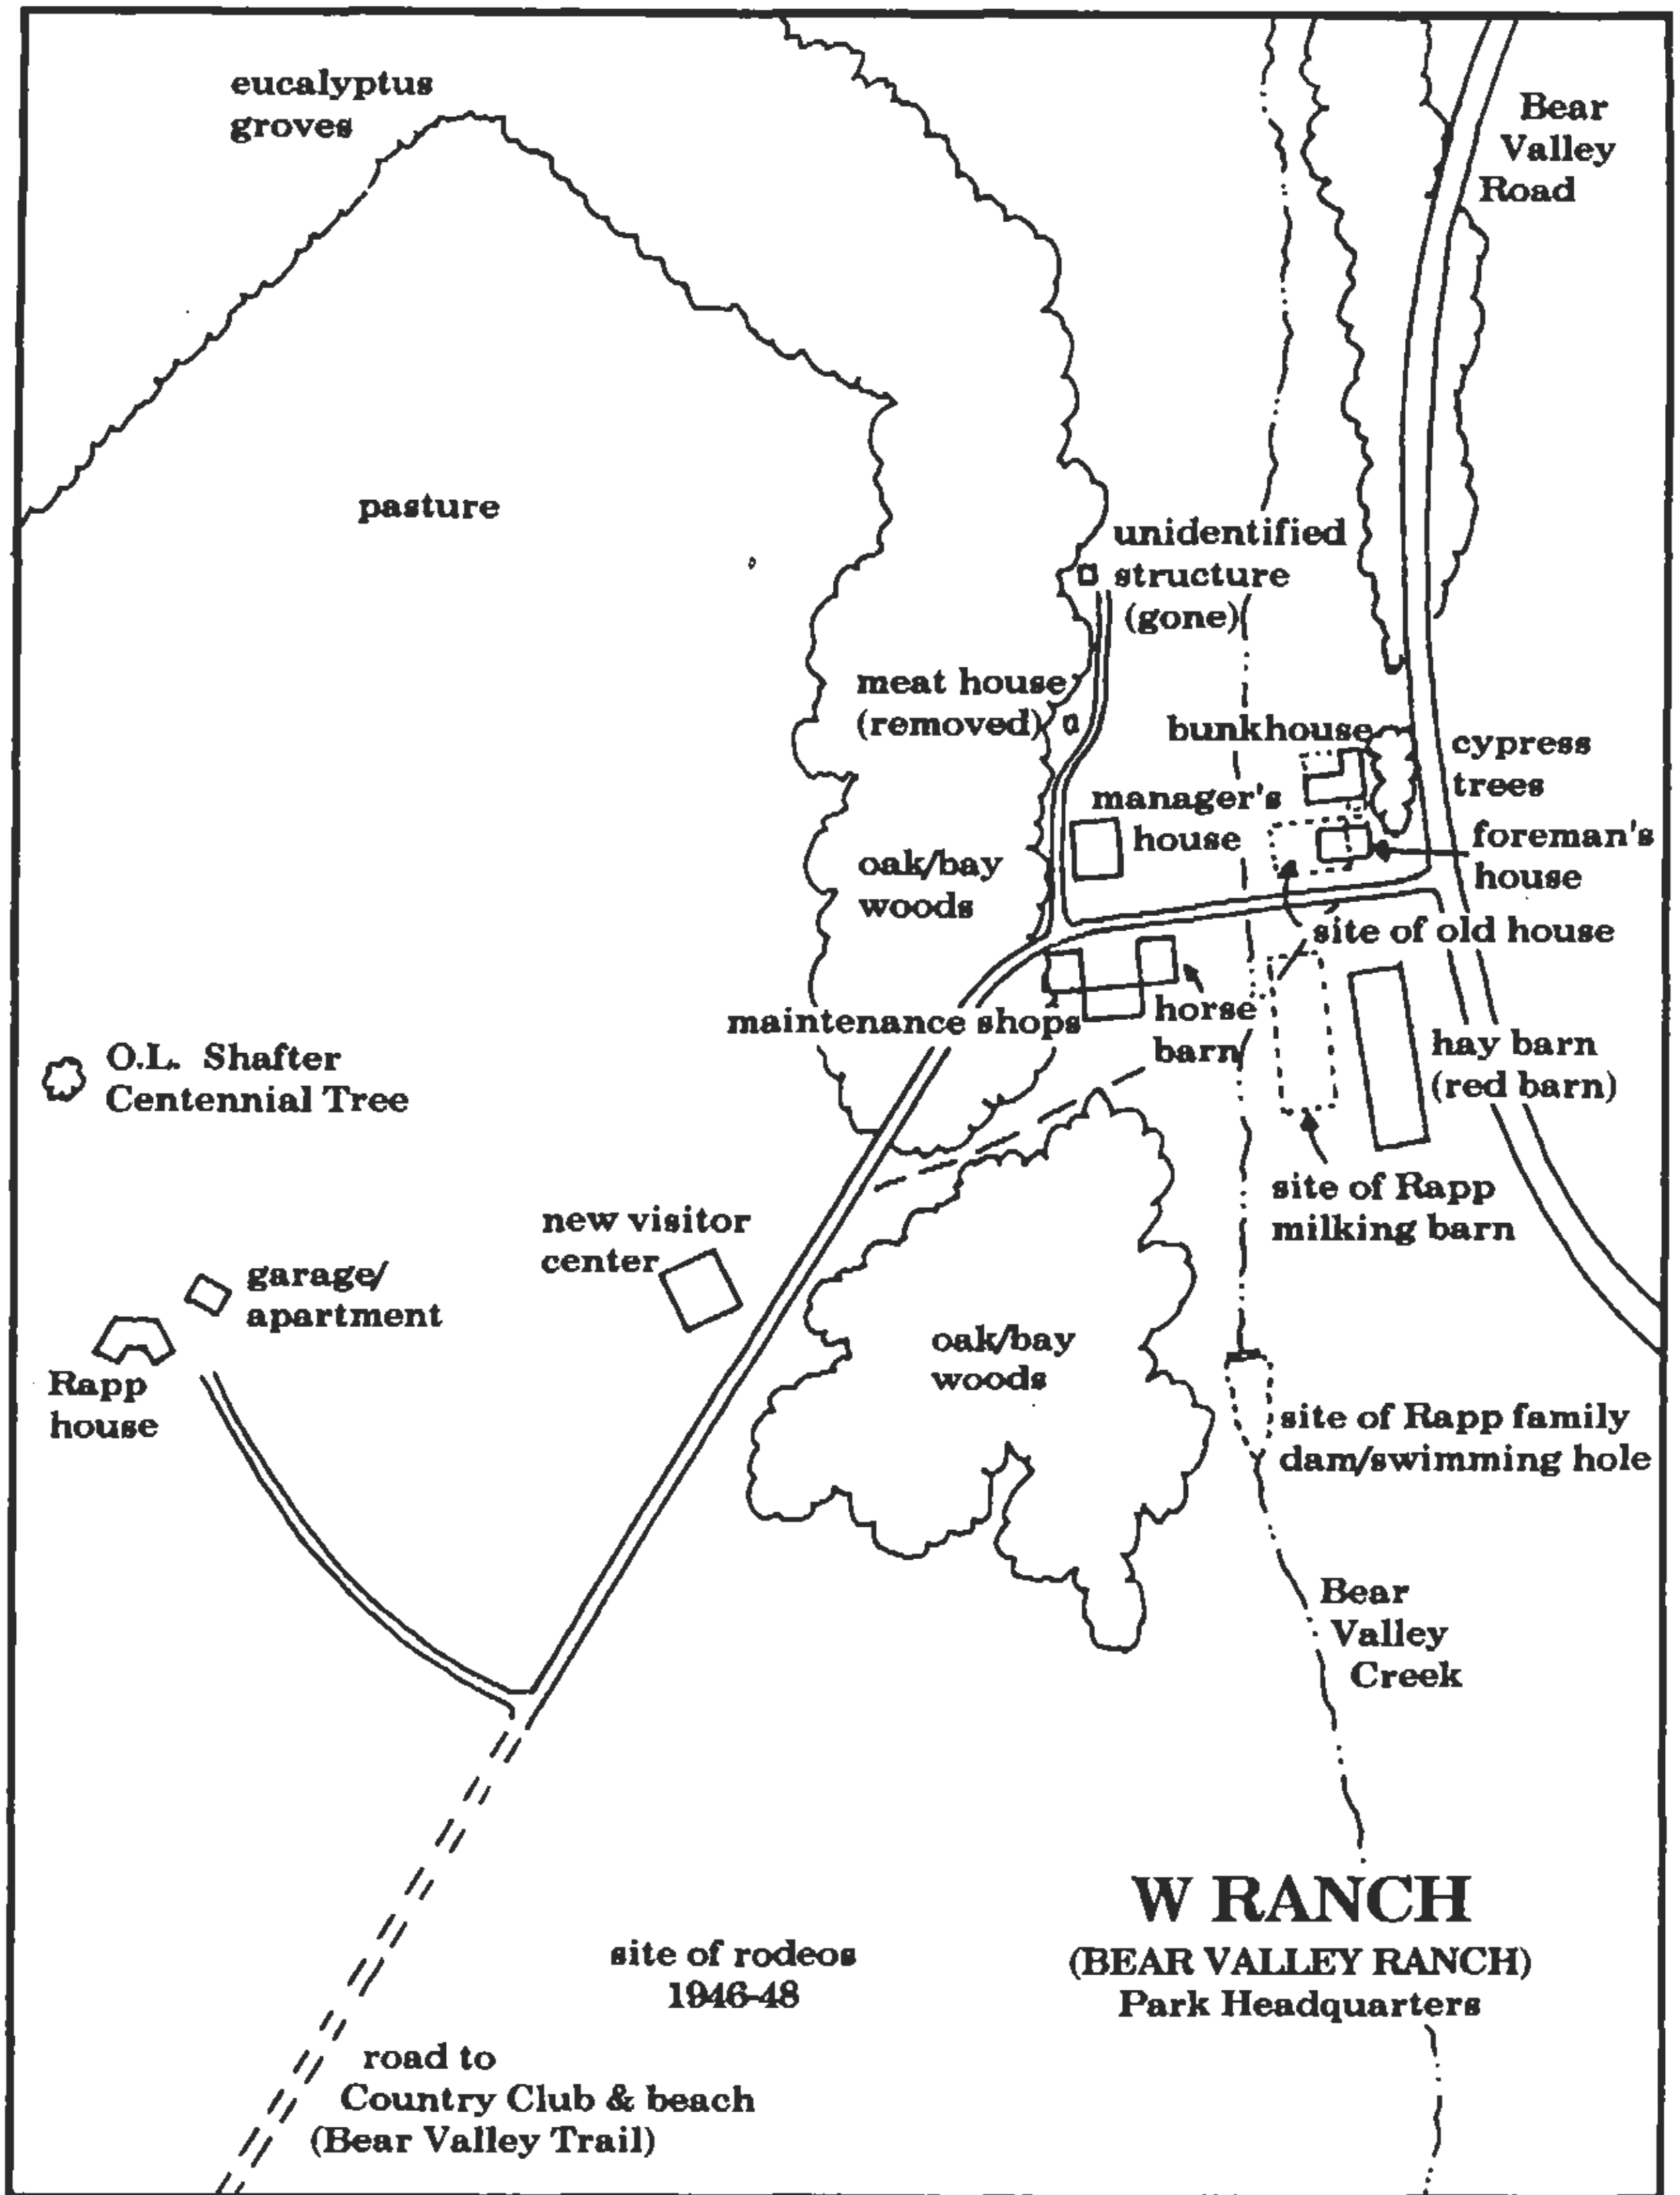 eucalyptus
groves
Bear
Valley
Road
pasture
unidentified
structure
(gone)
meat house
(removed)
bunkhouse
cypress
trees
manager's
house
foreman's
house
oak/bay
woods
site of old house
maintenance shops
horse
barn
hay barn
(red barn)
O.L. Shafter
Centennial Tree
site of Rapp
milking barn
new visitor
center
garage/
apartment
Rapp
house
oak/bay
woods
site of Rapp family
dam/swimming hole
Bear
Valley
Creek
W RANCH
(BEAR VALLEY RANCH)
Park Headquarters
site of rodeos
1946-48
road to
Country Club & beach
(Bear Valley Trail)